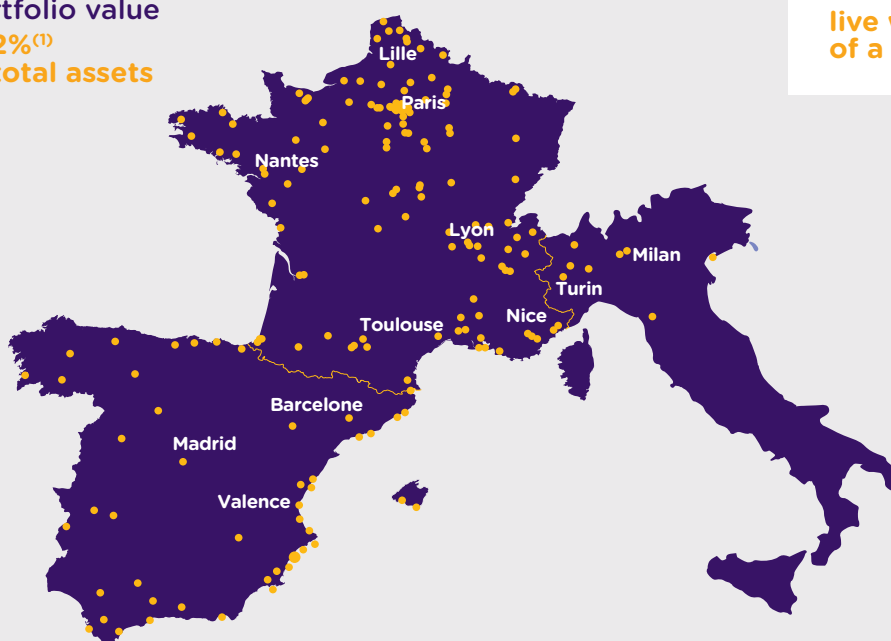 tfolio value
2%(1)
total assets
live
of a
Lille
Paris
Nantes
Lyon
Milan
Turin
Nice
Toulouse
Barcelone
Madrid
Valence